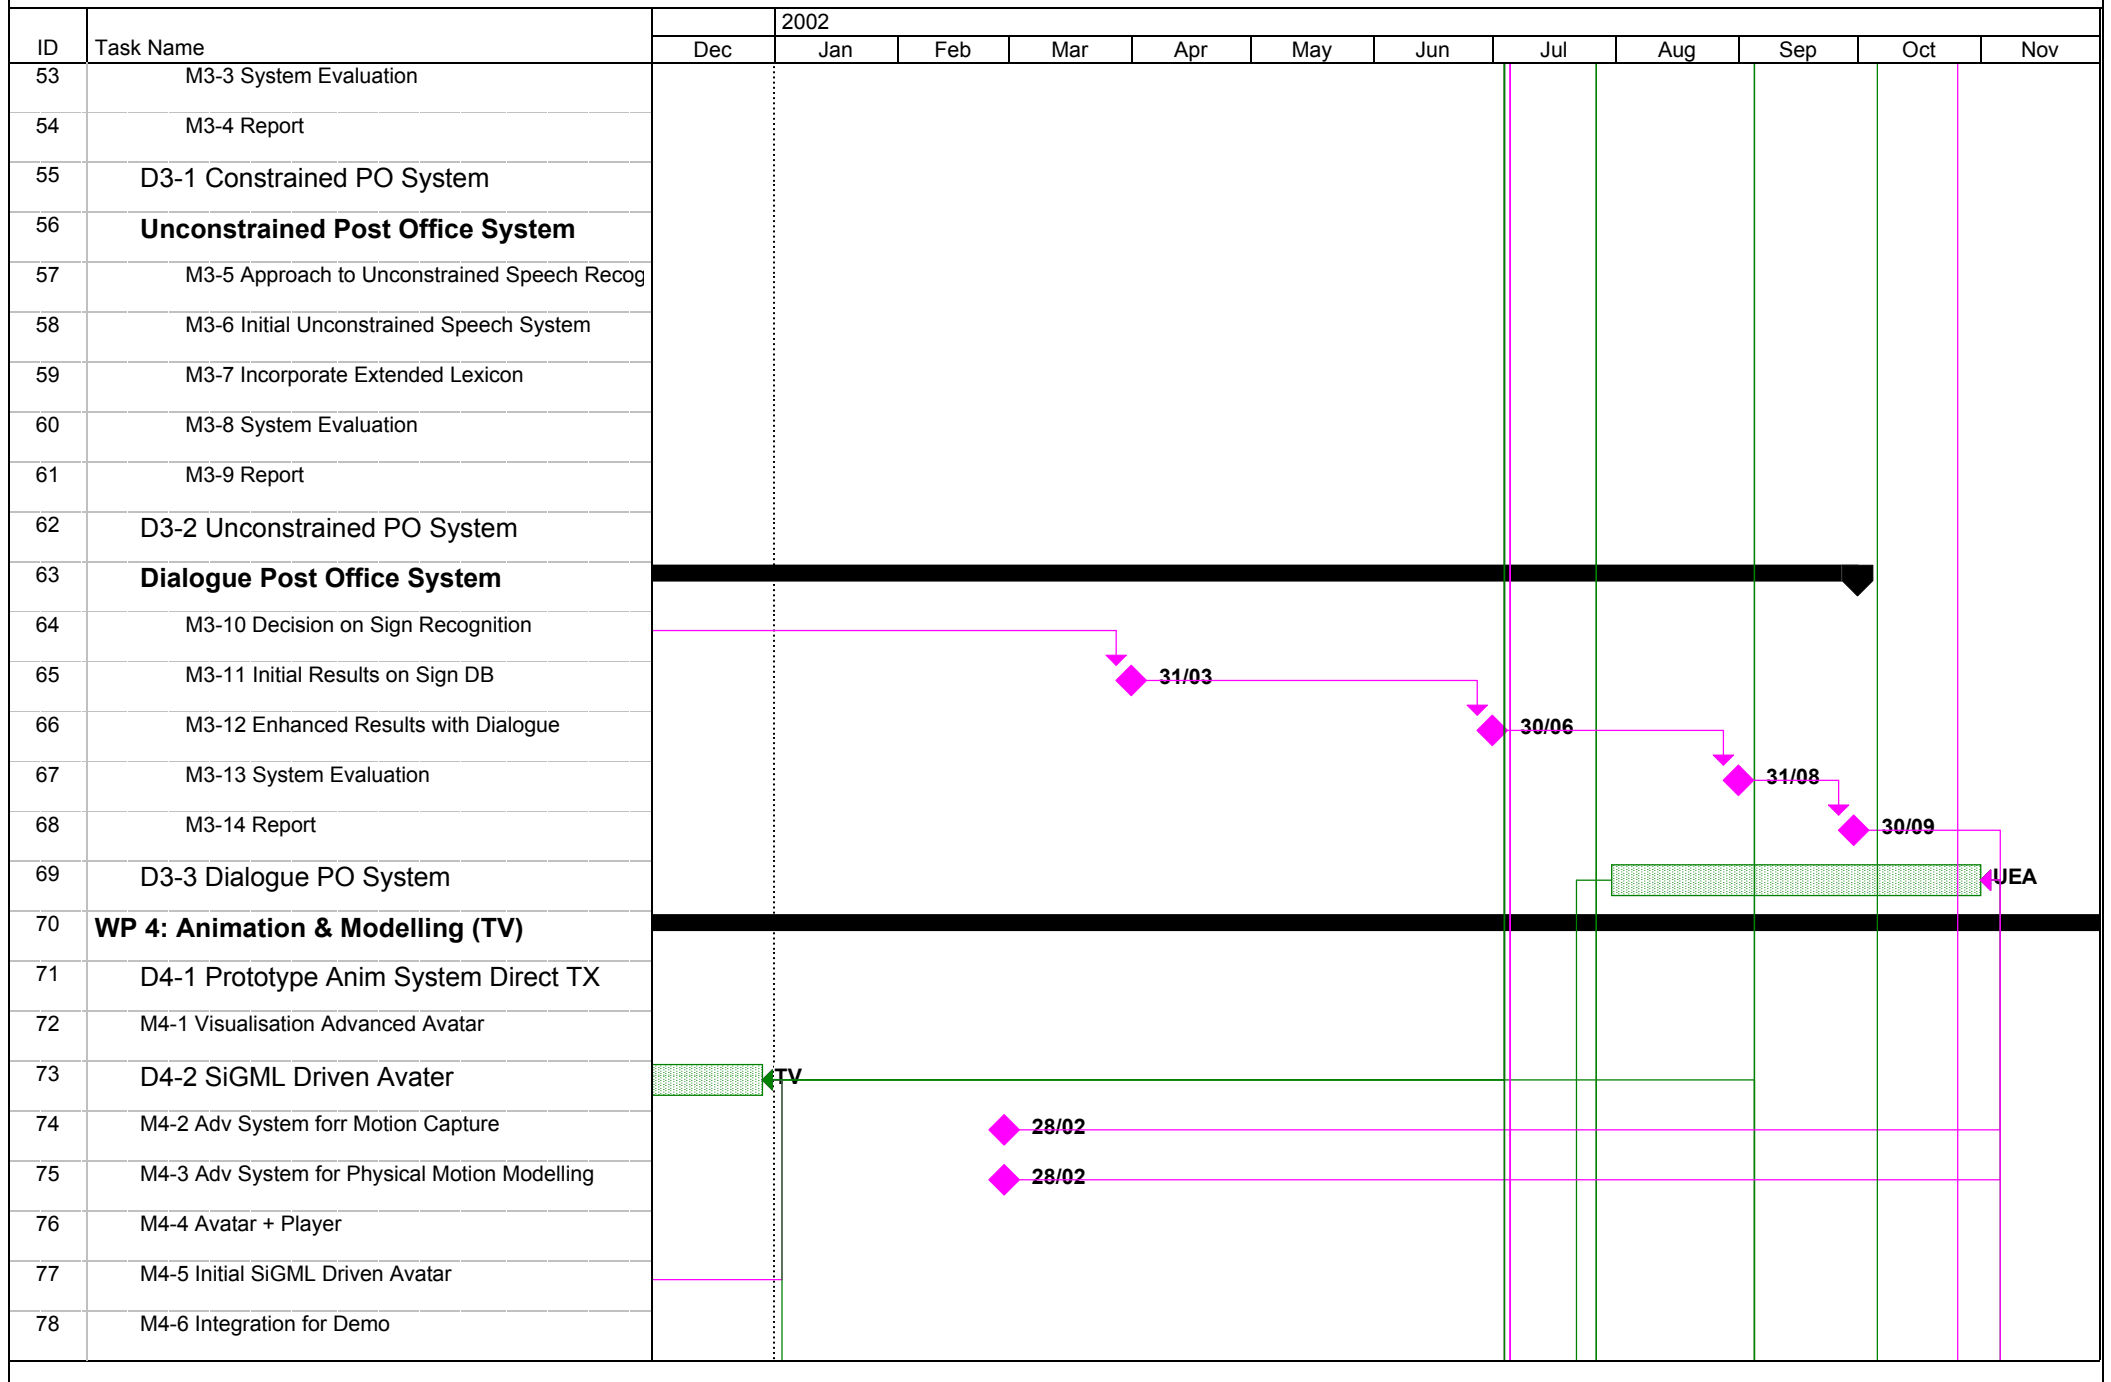 2002
ID Task Name Dec Jan Feb Mar Apr May Jun Jul Aug Sep Oct Nov
53 M3-3 System Evaluation
54 M3-4 Report
55 D3-1 Constrained PO System
56 Unconstrained Post Office System
57 M3-5 Approach to Unconstrained Speech Recog
58 M3-6 Initial Unconstrained Speech System
59 M3-7 Incorporate Extended Lexicon
60 M3-8 System Evaluation
61 M3-9 Report
62 D3-2 Unconstrained PO System
63 Dialogue Post Office System
64 M3-10 Decision on Sign Recognition
65 M3-11 Initial Results on Sign DB 31/03
66 M3-12 Enhanced Results with Dialogue 30/06
67 M3-13 System Evaluation 31/08
68 M3-14 Report 30/09
69 D3-3 Dialogue PO System UEA
70 WP 4: Animation & Modelling (TV)
71 D4-1 Prototype Anim System Direct TX
72 M4-1 Visualisation Advanced Avatar
73 D4-2 SiGML Driven Avater TV
74 M4-2 Adv System forr Motion Capture 28/02
75 M4-3 Adv System for Physical Motion Modelling 28/02
76 M4-4 Avatar + Player
77 M4-5 Initial SiGML Driven Avatar
78 M4-6 Integration for Demo